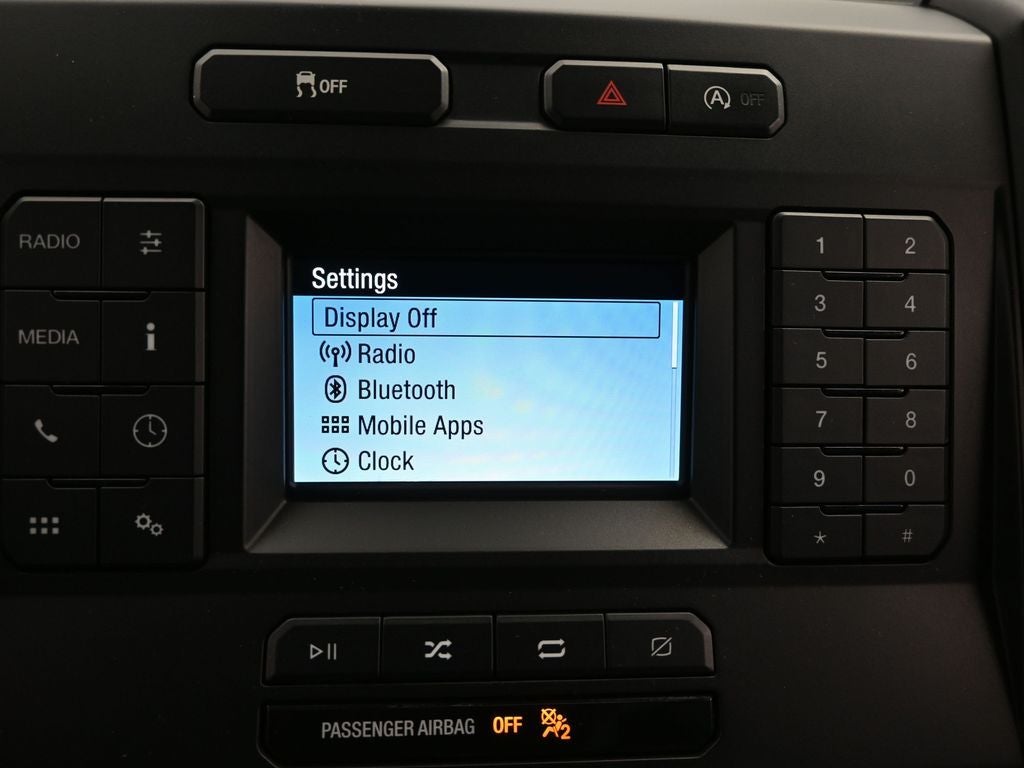 OFF
A OFF
RADIO
MEDIA
Settings
Display Off
Radio
Bluetooth
Mobile Apps
Clock
1 2
3 4
5 6
7 8
9 0
* #
PASSENGER AIRBAG OFF 2